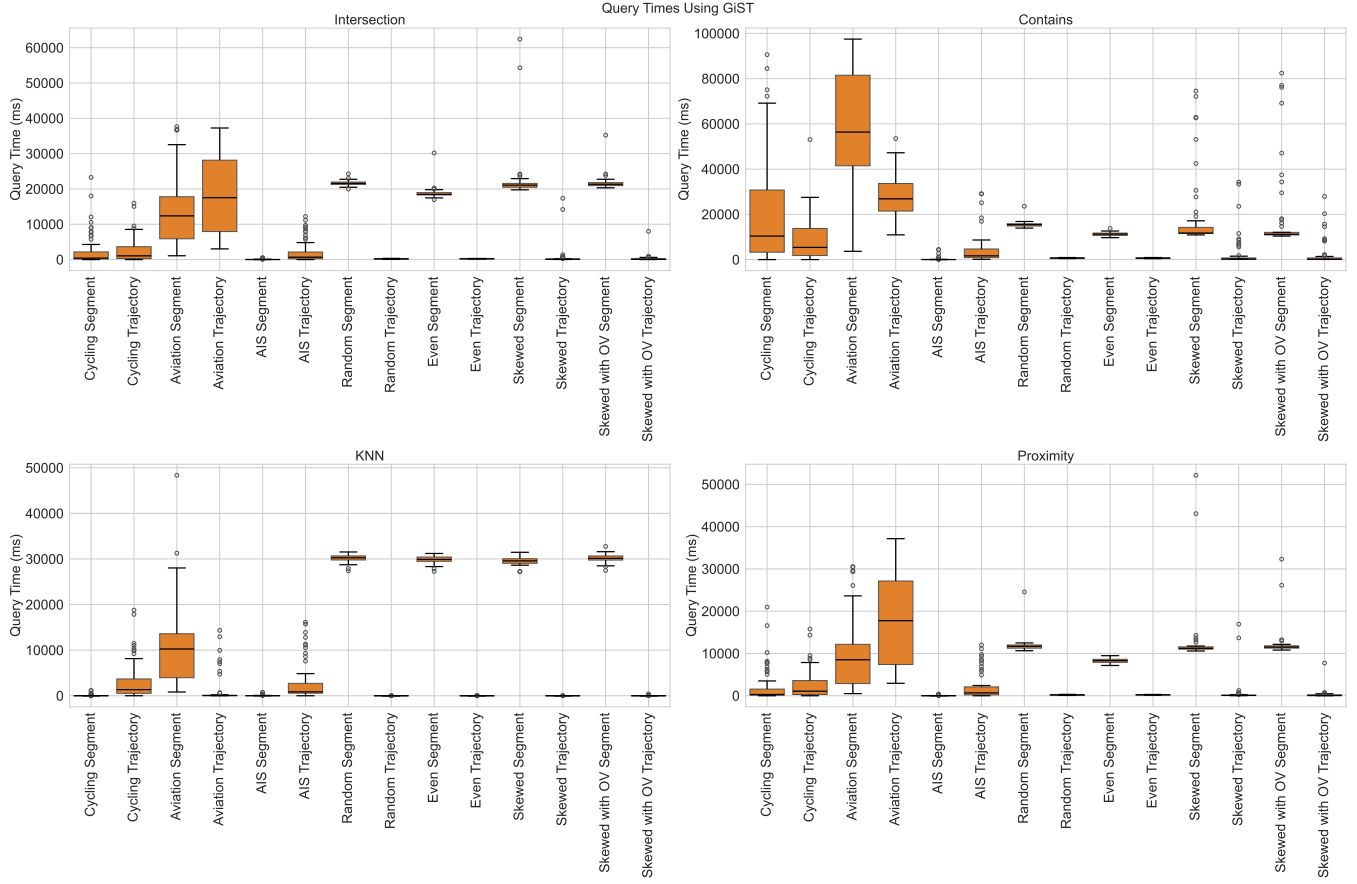 Query Times Using GiST
Intersection
Query Time (ms)
60000
50000
40000
30000
20000
10000
0
Cycling Segment
Cycling Trajectory
Aviation Segment
Aviation Trajectory
AIS Segment
AIS Trajectory
Random Segment
Random Trajectory
Even Segment
Even Trajectory
Skewed Segment
Skewed Trajectory
Skewed with OV Segment
Skewed with OV Trajectory
Contains
Query Time (ms)
100000
80000
60000
40000
20000
0
Cycling Segment
Cycling Trajectory
Aviation Segment
Aviation Trajectory
AIS Segment
AIS Trajectory
Random Segment
Random Trajectory
Even Segment
Even Trajectory
Skewed Segment
Skewed Trajectory
Skewed with OV Segment
Skewed with OV Trajectory
KNN
Query Time (ms)
50000
40000
30000
20000
10000
0
Cycling Segment
Cycling Trajectory
Aviation Segment
Aviation Trajectory
AIS Segment
AIS Trajectory
Random Segment
Random Trajectory
Even Segment
Even Trajectory
Skewed Segment
Skewed Trajectory
Skewed with OV Segment
Skewed with OV Trajectory
Proximity
Query Time (ms)
50000
40000
30000
20000
10000
0
Cycling Segment
Cycling Trajectory
Aviation Segment
Aviation Trajectory
AIS Segment
AIS Trajectory
Random Segment
Random Trajectory
Even Segment
Even Trajectory
Skewed Segment
Skewed Trajectory
Skewed with OV Segment
Skewed with OV Trajectory